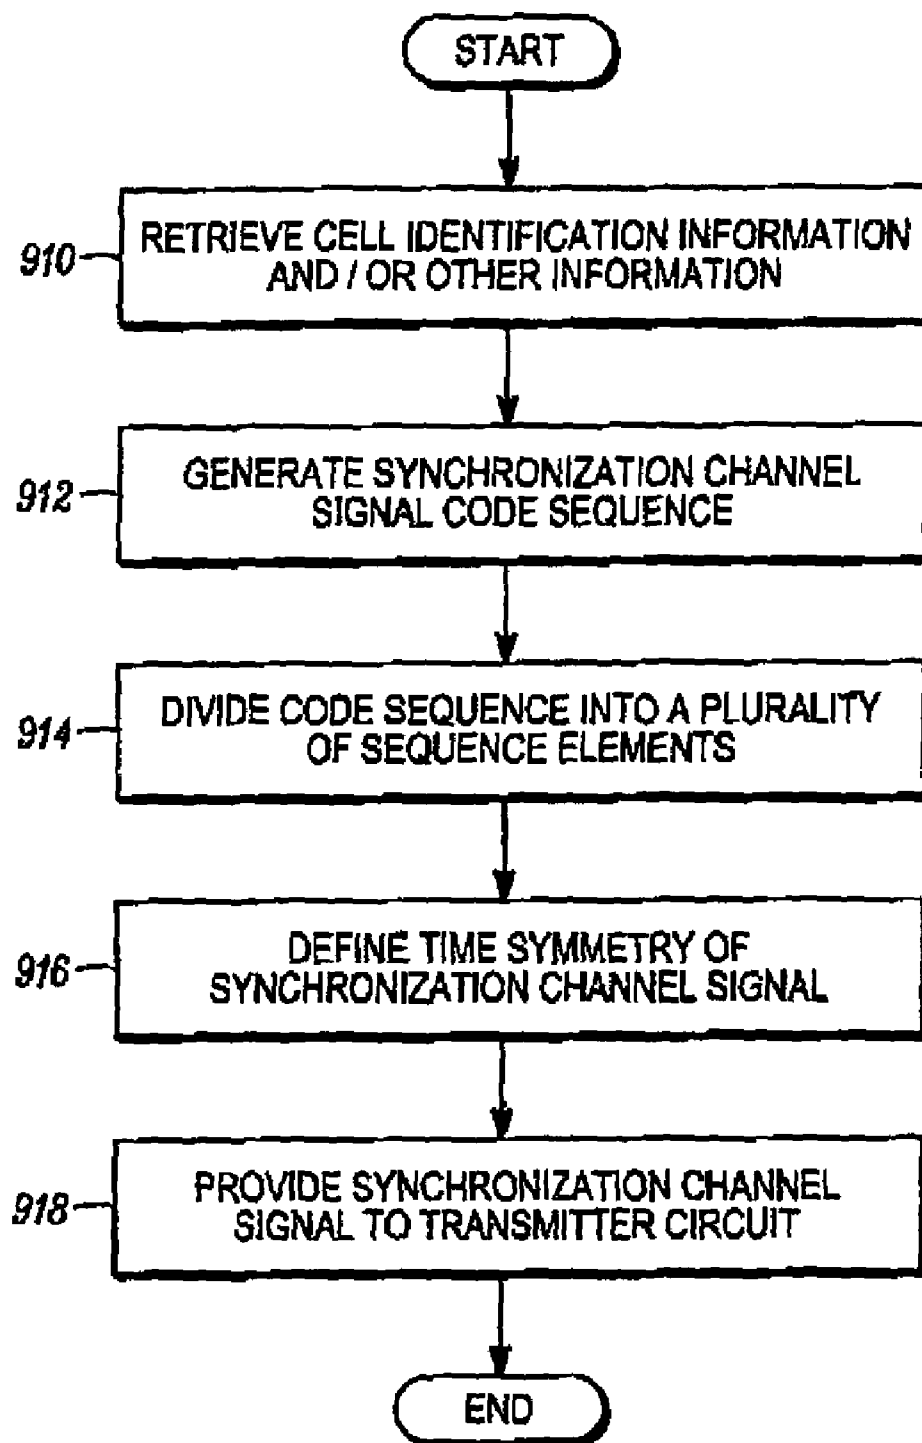 START
910
RETRIEVE CELL IDENTIFICATION INFORMATION
AND / OR OTHER INFORMATION
912
GENERATE SYNCHRONIZATION CHANNEL
SIGNAL CODE SEQUENCE
914
DIVIDE CODE SEQUENCE INTO A PLURALITY
OF SEQUENCE ELEMENTS
916
DEFINE TIME SYMMETRY OF
SYNCHRONIZATION CHANNEL SIGNAL
918
PROVIDE SYNCHRONIZATION CHANNEL
SIGNAL TO TRANSMITTER CIRCUIT
END